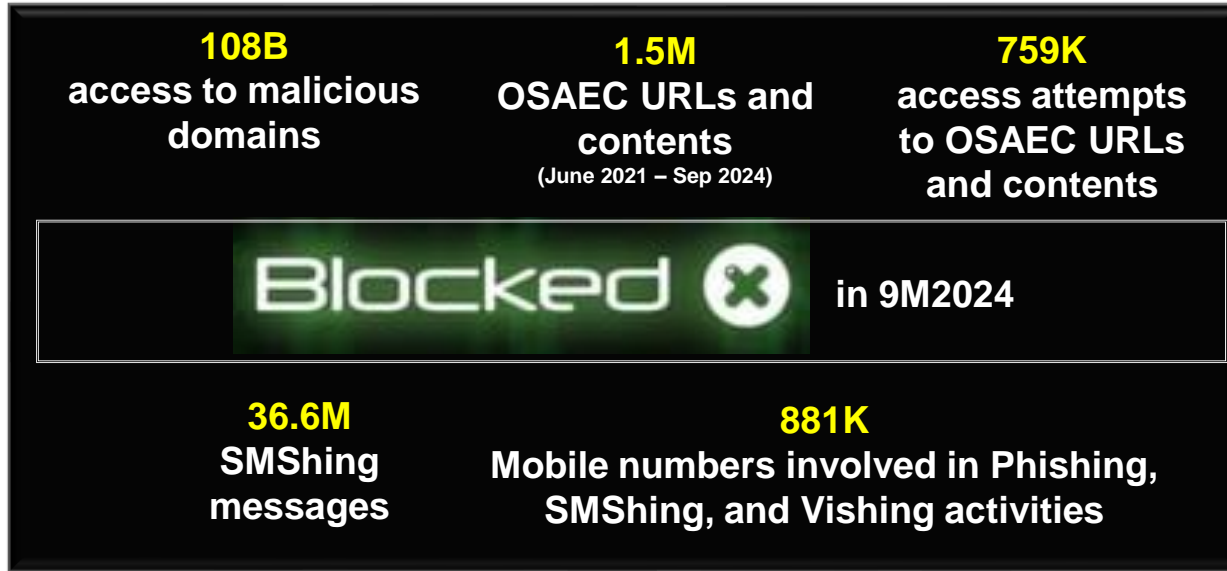 108B
access to malicious
domains
1.5M
OSAEC URLs and
contents
(June 2021 – Sep 2024)
759K
access attempts
to OSAEC URLs
and contents
Blocked
in 9M2024
36.6M
SMShing
messages
881K
Mobile numbers involved in Phishing,
SMShing, and Vishing activities